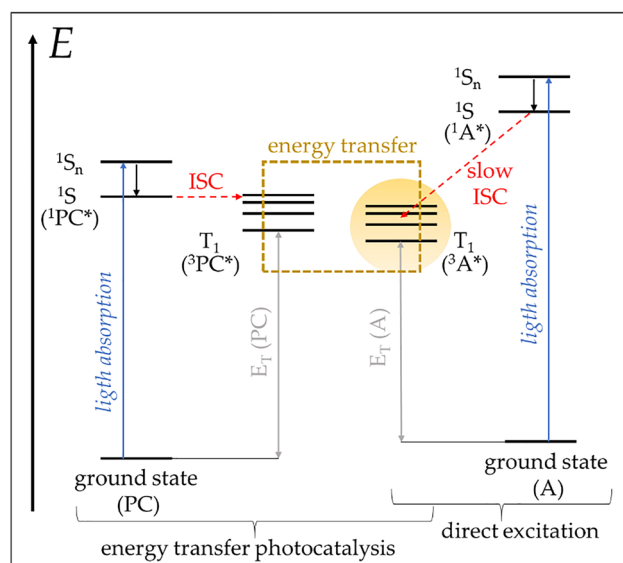 E
¹Sₙ
¹S
(¹PC*)
ISC
energy transfer
T₁
(³PC*)
E_T (PC)
ligth absorption
ground state
(PC)
¹Sₙ
¹S
(¹A*)
slow
ISC
T₁
(³A*)
E_T (A)
ligth absorption
ground state
(A)
energy transfer photocatalysis
direct excitation